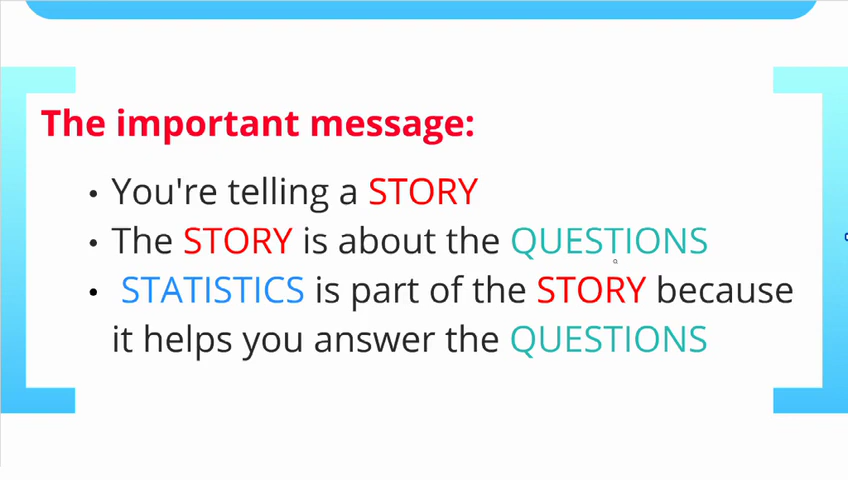 The important message:
• You're telling a STORY
• The STORY is about the QUESTIONS
• STATISTICS is part of the STORY because
it helps you answer the QUESTIONS